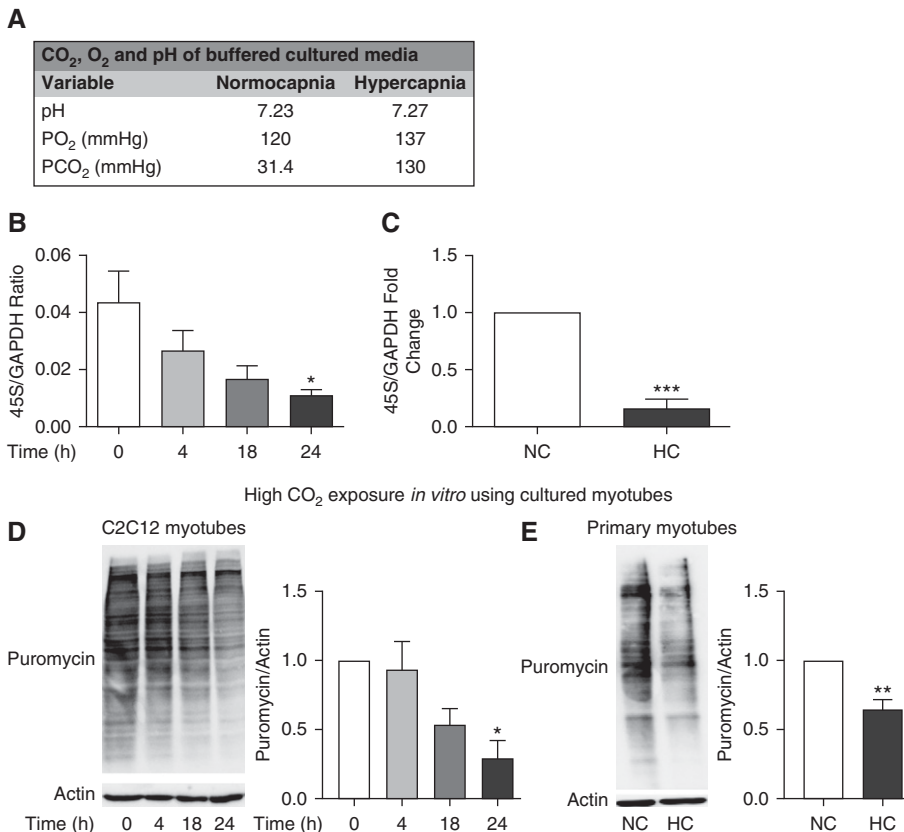 A
CO₂, O₂ and pH of buffered cultured media
Variable Normocapnia Hypercapnia
pH 7.23 7.27
PO₂ (mmHg) 120 137
PCO₂ (mmHg) 31.4 130
B
45S/GAPDH Ratio
0.06
0.04
0.02
0.00
*
Time (h) 0 4 18 24
C
45S/GAPDH Fold
Change
1.5
1.0
0.5
0.0
***
NC HC
High CO₂ exposure in vitro using cultured myotubes
D
C2C12 myotubes
Puromycin
Actin
Time (h) 0 4 18 24
Puromycin/Actin
1.5
1.0
0.5
0.0
*
Time (h) 0 4 18 24
E
Primary myotubes
Puromycin
Actin
NC HC
Puromycin/Actin
1.5
1.0
0.5
0.0
**
NC HC